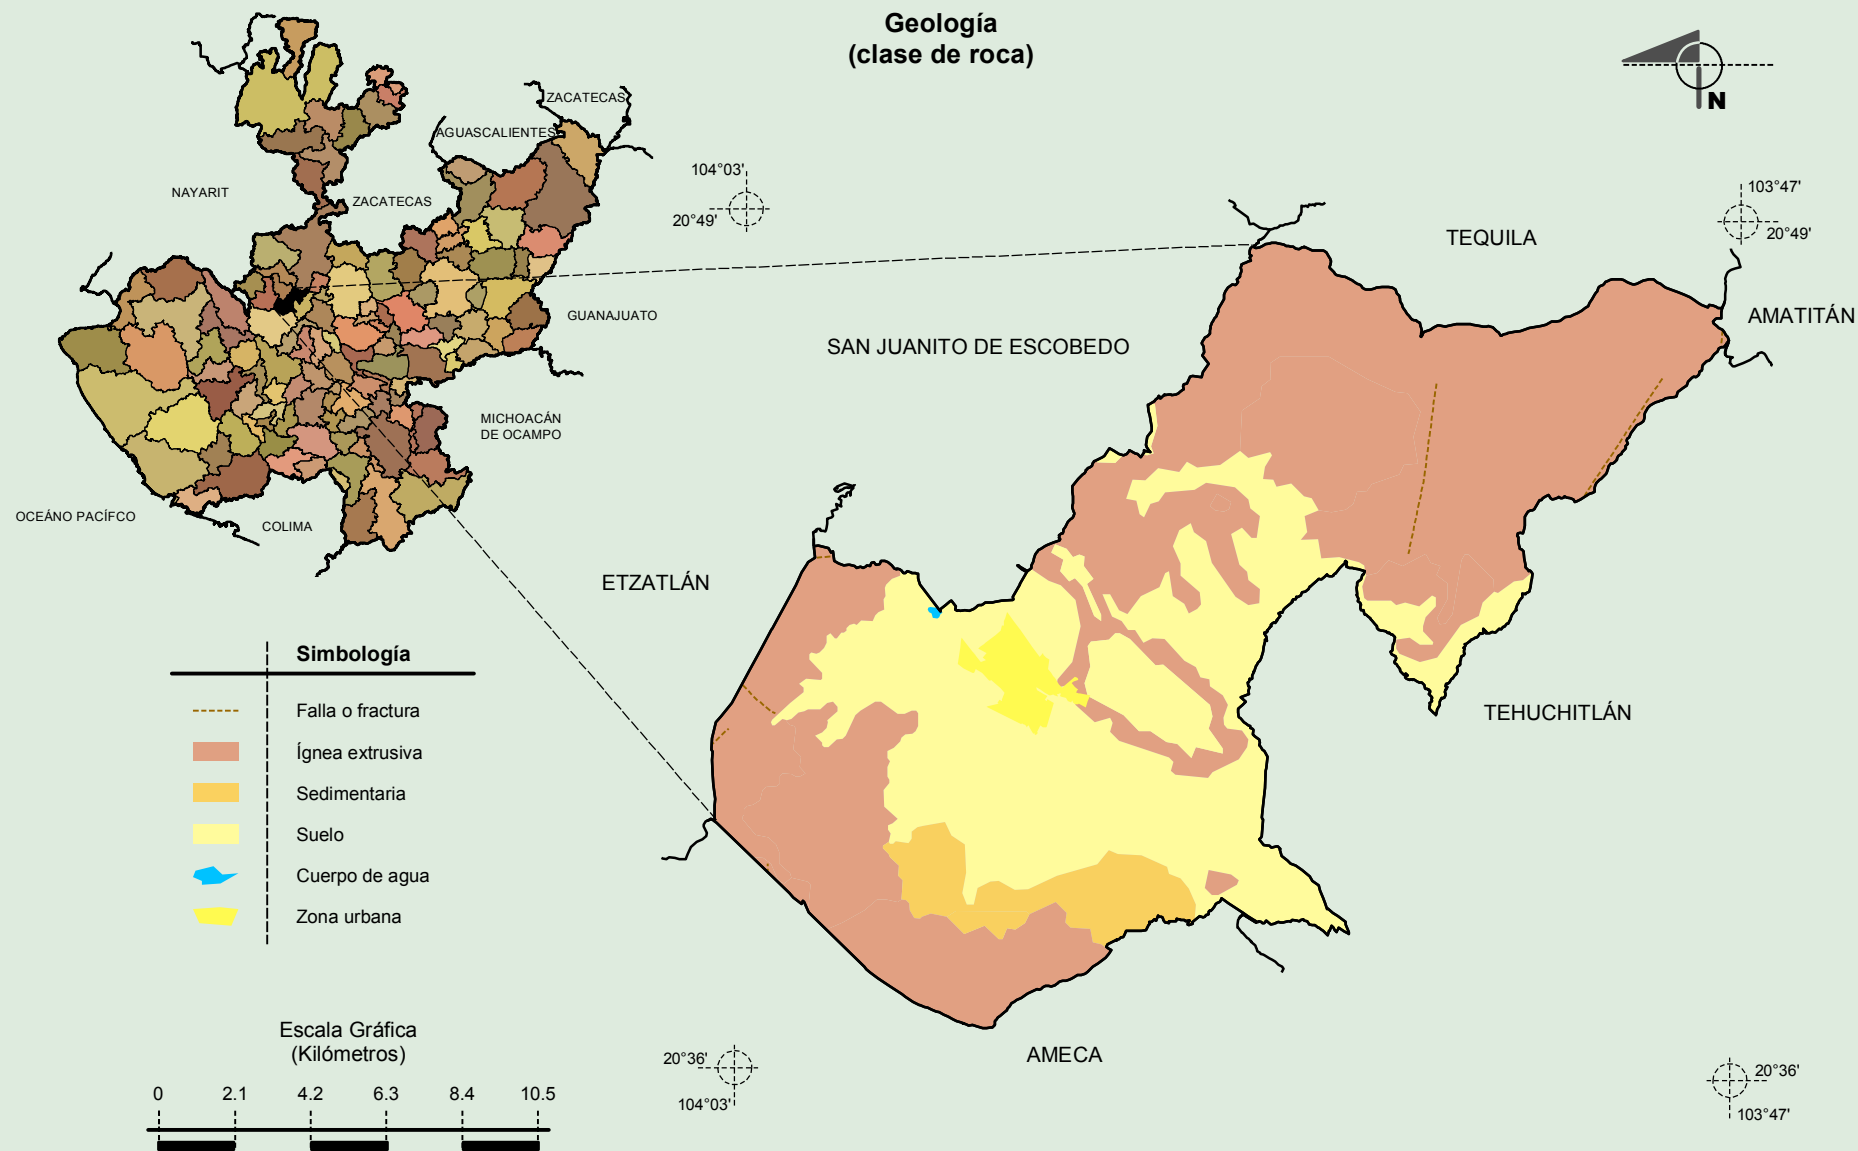 Geología
(clase de roca)
N
ZACATECAS
AGUASCALIENTES
NAYARIT
ZACATECAS
GUANAJUATO
MICHOACÁN
DE OCAMPO
OCEÁNO PACÍFCO
COLIMA
104°03'
20°49'
103°47'
20°49'
TEQUILA
AMATITÁN
SAN JUANITO DE ESCOBEDO
ETZATLÁN
TEHUCHITLÁN
AMECA
20°36'
104°03'
20°36'
103°47'
Simbología
Falla o fractura
Ígnea extrusiva
Sedimentaria
Suelo
Cuerpo de agua
Zona urbana
Escala Gráfica
(Kilómetros)
0 2.1 4.2 6.3 8.4 10.5